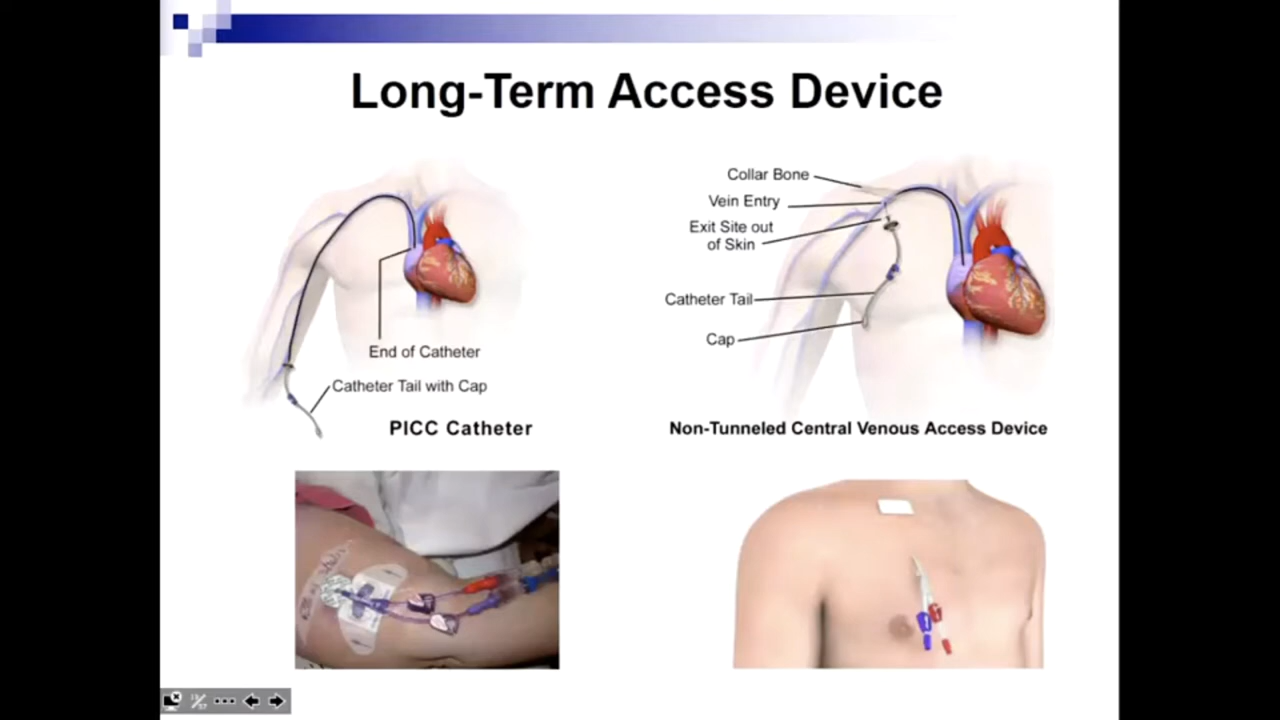 Long-Term Access Device
Collar Bone
Vein Entry
Exit Site out
of Skin
Catheter Tail
Cap
End of Catheter
Catheter Tail with Cap
PICC Catheter
Non-Tunneled Central Venous Access Device